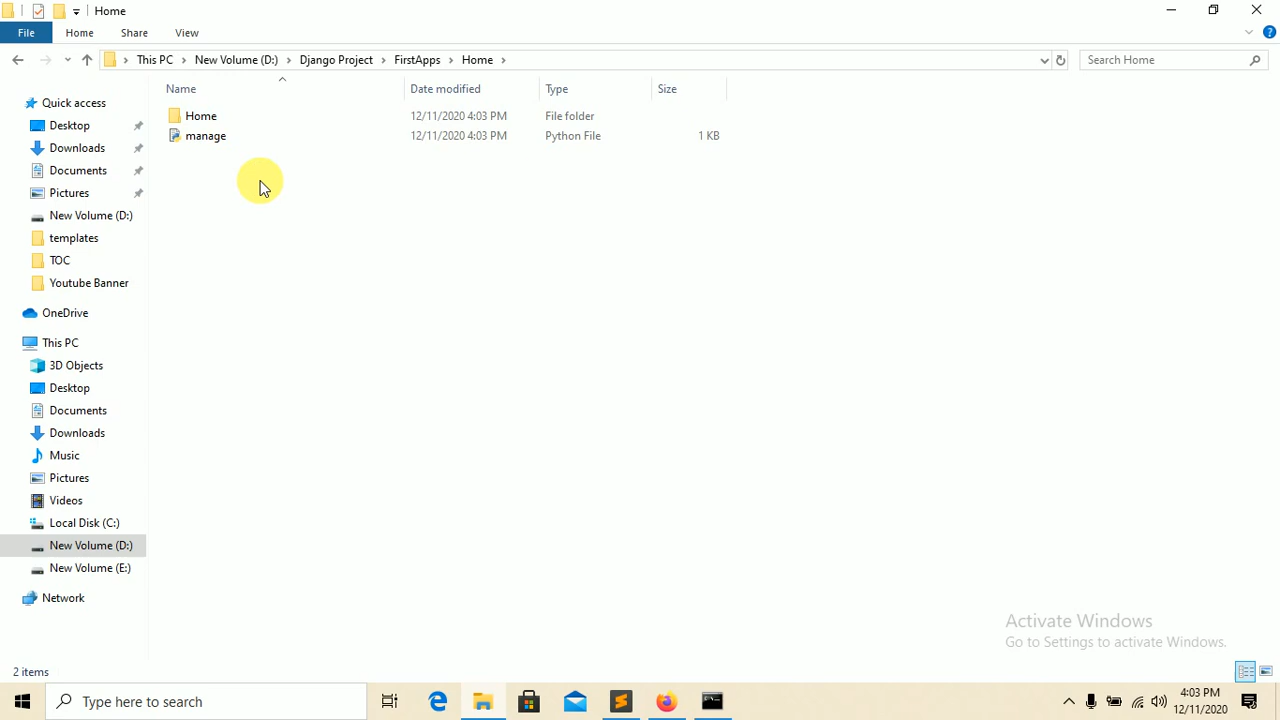 Home
File
Home
Share
View
This PC
New Volume (D:)
Django Project
FirstApps
Home
Search Home
Name
Date modified
Type
Size
Home
12/11/2020 4:03 PM
File folder
manage
12/11/2020 4:03 PM
Python File
1 KB
Quick access
Desktop
Downloads
Documents
Pictures
New Volume (D:)
templates
TOC
Youtube Banner
OneDrive
This PC
3D Objects
Desktop
Documents
Downloads
Music
Pictures
Videos
Local Disk (C:)
New Volume (D:)
New Volume (E:)
Network
Activate Windows
Go to Settings to activate Windows.
2 items
Type here to search
4:03 PM
12/11/2020